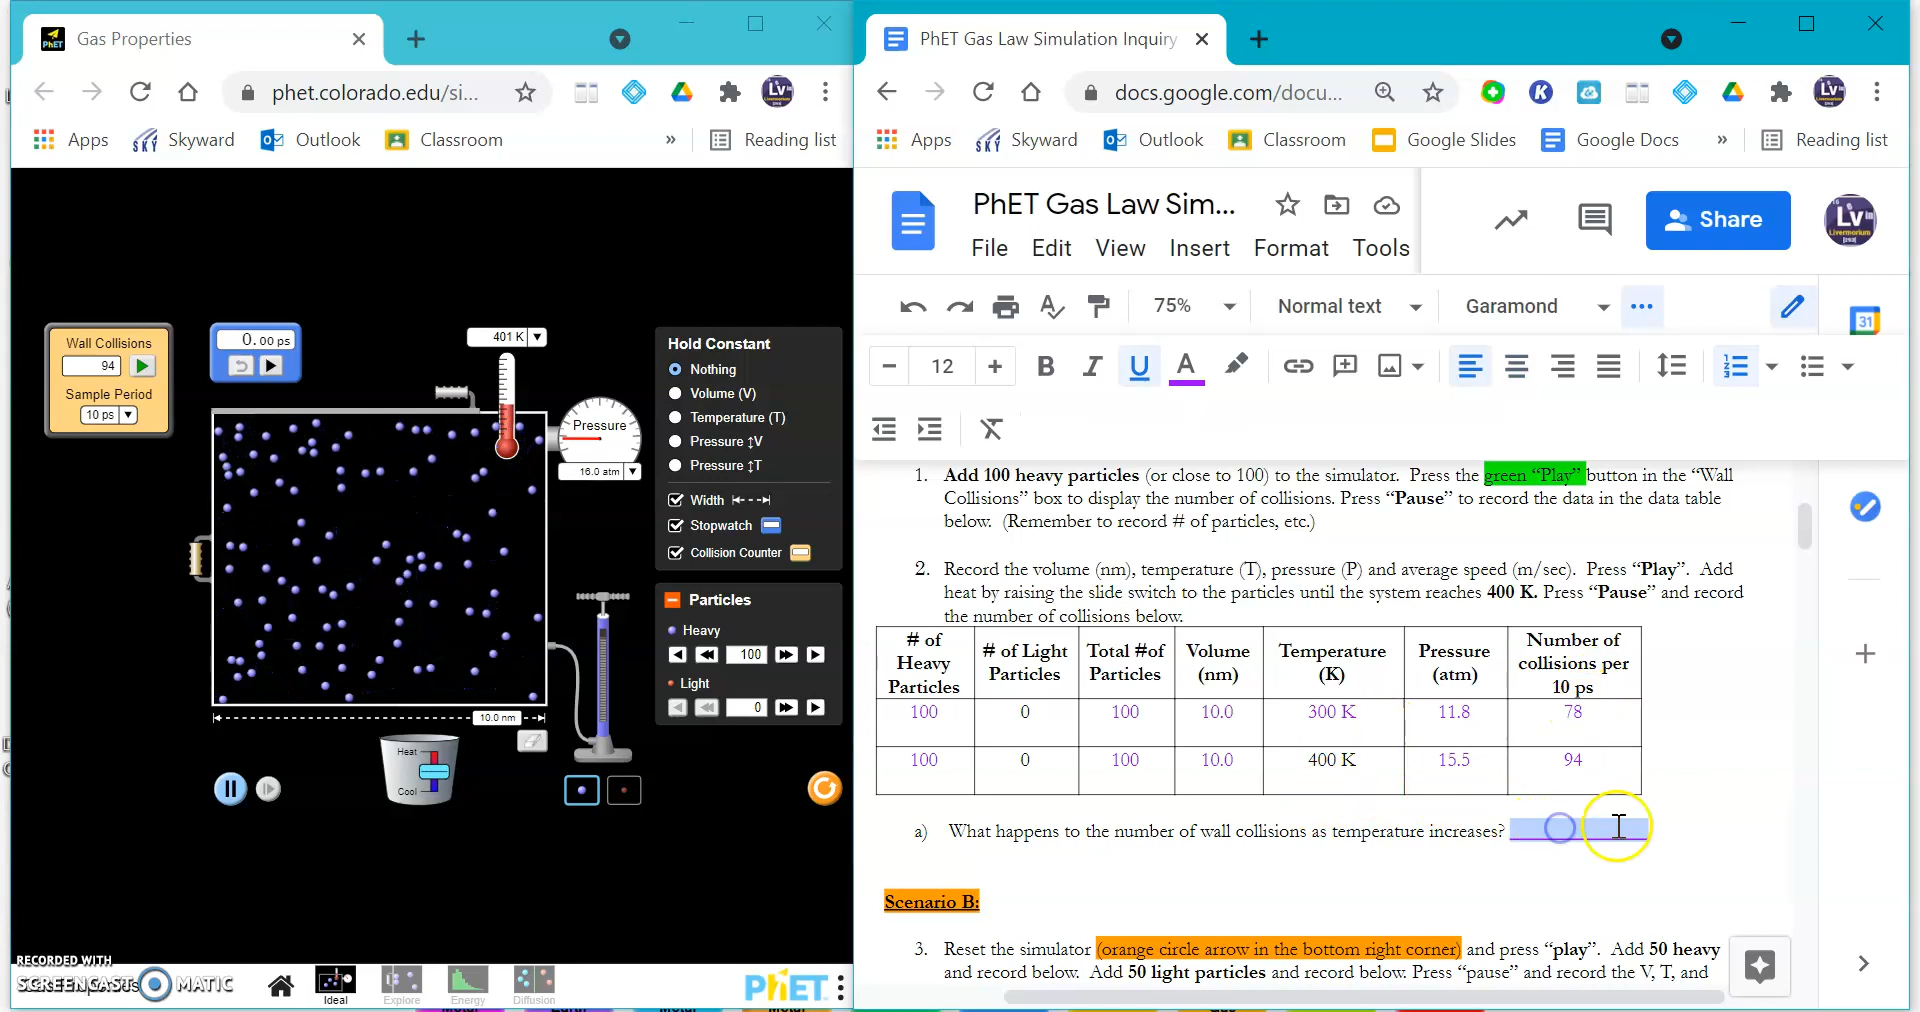 Gas Properties
phet.colorado.edu/si...
Apps Skyward Outlook Classroom » Reading list
Wall Collisions
94
Sample Period
10 ps
0.00 ps
401 K
Pressure
16.0 atm
Hold Constant
Nothing
Volume (V)
Temperature (T)
Pressure ↕V
Pressure ↕T
Width
Stopwatch
Collision Counter
Particles
Heavy
100
Light
0
10.0 nm
Heat
Cool
RECORDED WITH
SCREENCAST MATIC
Ideal Explore Energy Diffusion
PhET
PhET Gas Law Simulation Inquiry
docs.google.com/docu...
Apps Skyward Outlook Classroom Google Slides Google Docs » Reading list
PhET Gas Law Sim...
File Edit View Insert Format Tools
Share
Lv in
Livermorium
[293]
75% Normal text Garamond
12 B I U A
31
1. Add 100 heavy particles (or close to 100) to the simulator. Press the green “Play” button in the “Wall
Collisions” box to display the number of collisions. Press “Pause” to record the data in the data table
below. (Remember to record # of particles, etc.)
2. Record the volume (nm), temperature (T), pressure (P) and average speed (m/sec). Press “Play”. Add
heat by raising the slide switch to the particles until the system reaches 400 K. Press “Pause” and record
the number of collisions below.
# of Heavy Particles # of Light Particles Total #of Particles Volume (nm) Temperature (K) Pressure (atm) Number of collisions per 10 ps
100 0 100 10.0 300 K 11.8 78
100 0 100 10.0 400 K 15.5 94
a) What happens to the number of wall collisions as temperature increases?
Scenario B:
3. Reset the simulator (orange circle arrow in the bottom right corner) and press “play”. Add 50 heavy
and record below. Add 50 light particles and record below. Press “pause” and record the V, T, and